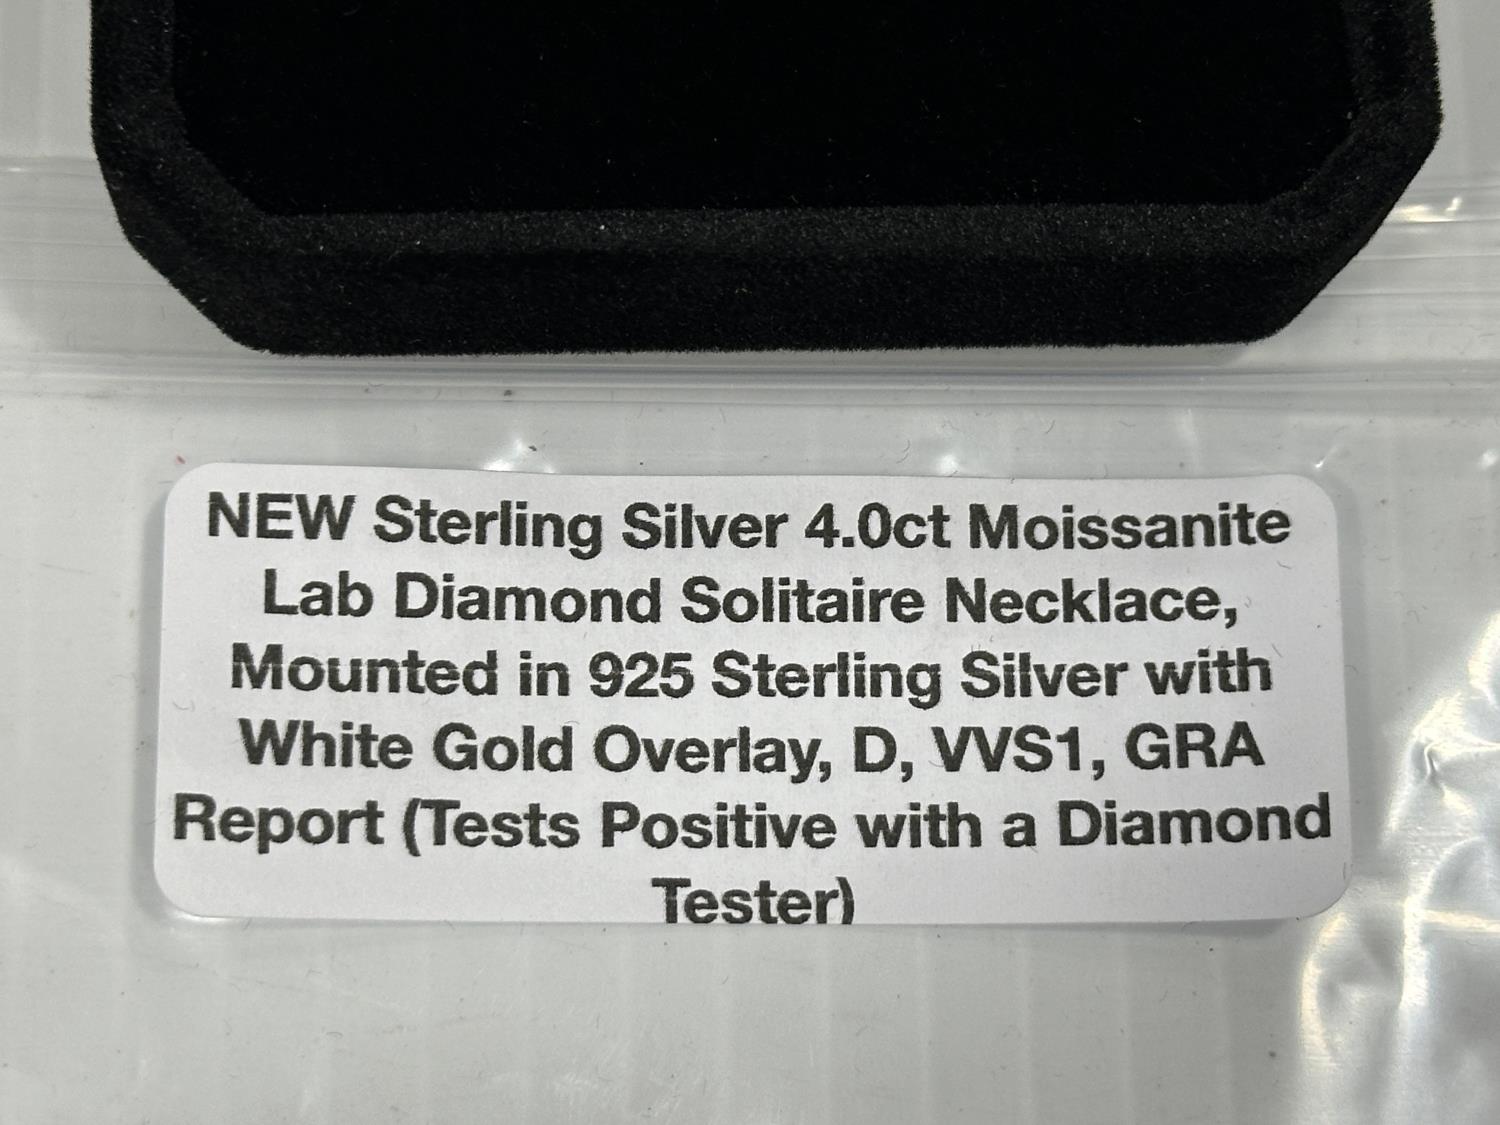 NEW Sterling Silver 4.0ct Moissanite
Lab Diamond Solitaire Necklace,
Mounted in 925 Sterling Silver with
White Gold Overlay, D, VVS1, GRA
Report (Tests Positive with a Diamond
Tester)